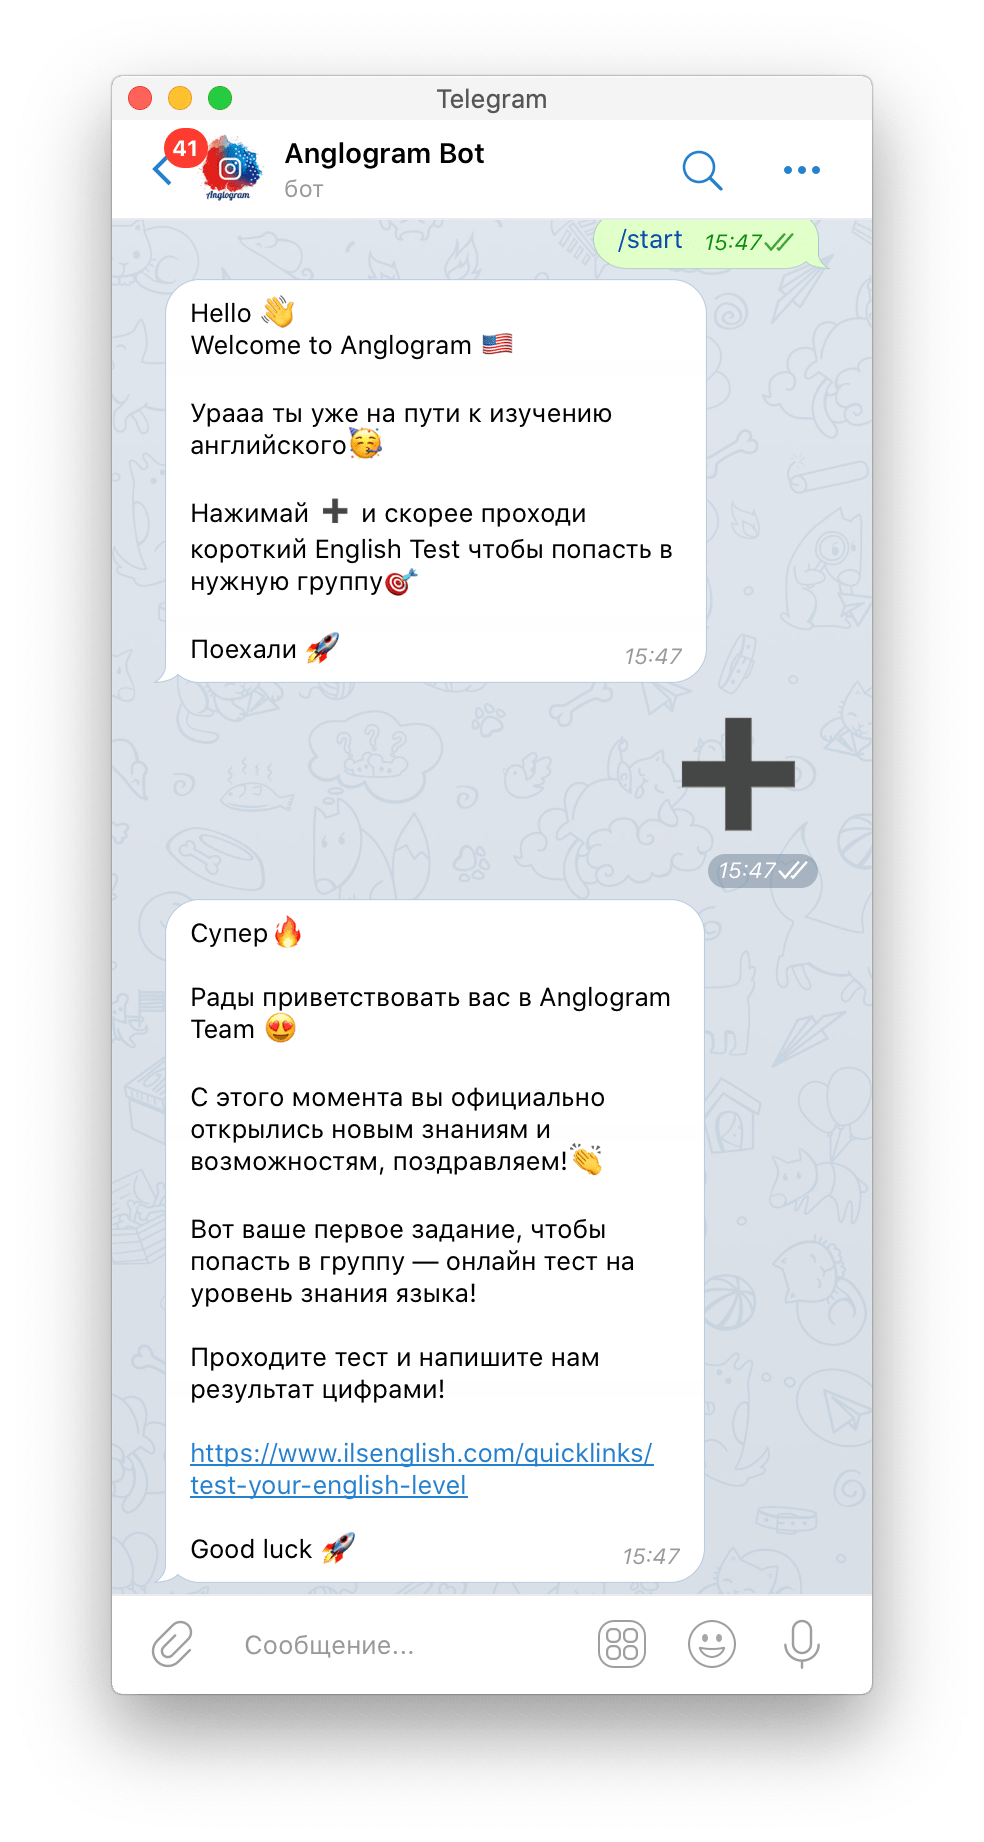 Telegram
41
Anglogram
Anglogram Bot
бот
/start 15:47
Hello 👋
Welcome to Anglogram 🇺🇸
Урааа ты уже на пути к изучению
английского🥳
Нажимай ➕ и скорее проходи
короткий English Test чтобы попасть в
нужную группу🎯
Поехали 🚀
15:47
➕
15:47
Супер🔥
Рады приветствовать вас в Anglogram
Team 😍
С этого момента вы официально
открылись новым знаниям и
возможностям, поздравляем!👏
Вот ваше первое задание, чтобы
попасть в группу — онлайн тест на
уровень знания языка!
Проходите тест и напишите нам
результат цифрами!
https://www.ilsenglish.com/quicklinks/
test-your-english-level
Good luck 🚀
15:47
Сообщение...